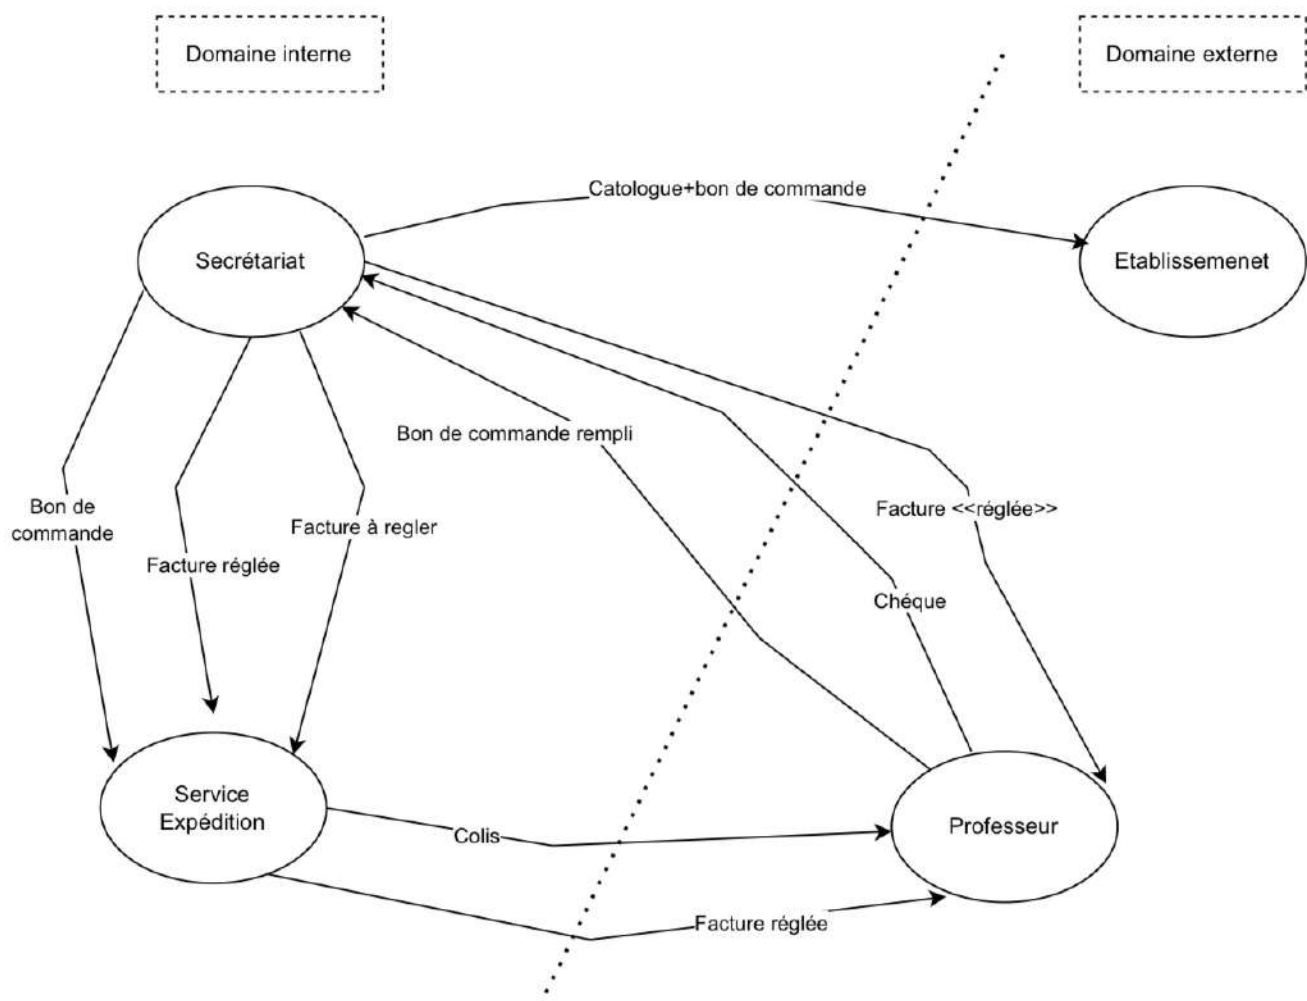 Domaine interne
Domaine externe
Catologue+bon de commande
Secrétariat
Etablissemenet
Bon de commande rempli
Bon de
commande
Facture à regler
Facture <<réglée>>
Facture réglée
Chéque
Service
Expédition
Colis
Professeur
Facture réglée